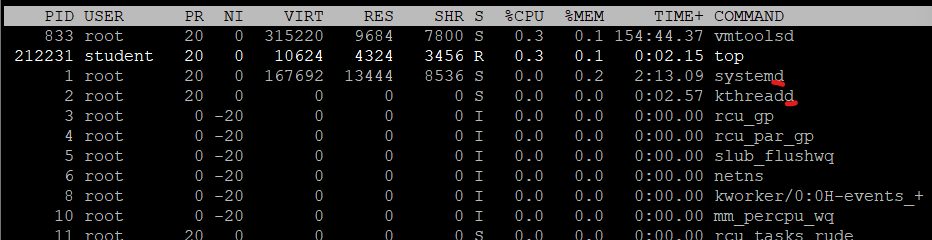 PID USER PR NI VIRT RES SHR S %CPU %MEM TIME+ COMMAND
833 root 20 0 315220 9684 7800 S 0.3 0.1 154:44.37 vmtoolsd
212231 student 20 0 10624 4324 3456 R 0.3 0.1 0:02.15 top
1 root 20 0 167692 13444 8536 S 0.0 0.2 2:13.09 systemd
2 root 20 0 0 0 0 S 0.0 0.0 0:02.57 kthreadd
3 root 0 -20 0 0 0 I 0.0 0.0 0:00.00 rcu_gp
4 root 0 -20 0 0 0 I 0.0 0.0 0:00.00 rcu_par_gp
5 root 0 -20 0 0 0 I 0.0 0.0 0:00.00 slub_flushwq
6 root 0 -20 0 0 0 I 0.0 0.0 0:00.00 netns
8 root 0 -20 0 0 0 I 0.0 0.0 0:00.00 kworker/0:0H-events_+
10 root 0 -20 0 0 0 I 0.0 0.0 0:00.00 mm_percpu_wq
11 root 20 0 0 0 0 S 0.0 0.0 0:00.00 rcu_tasks_rude